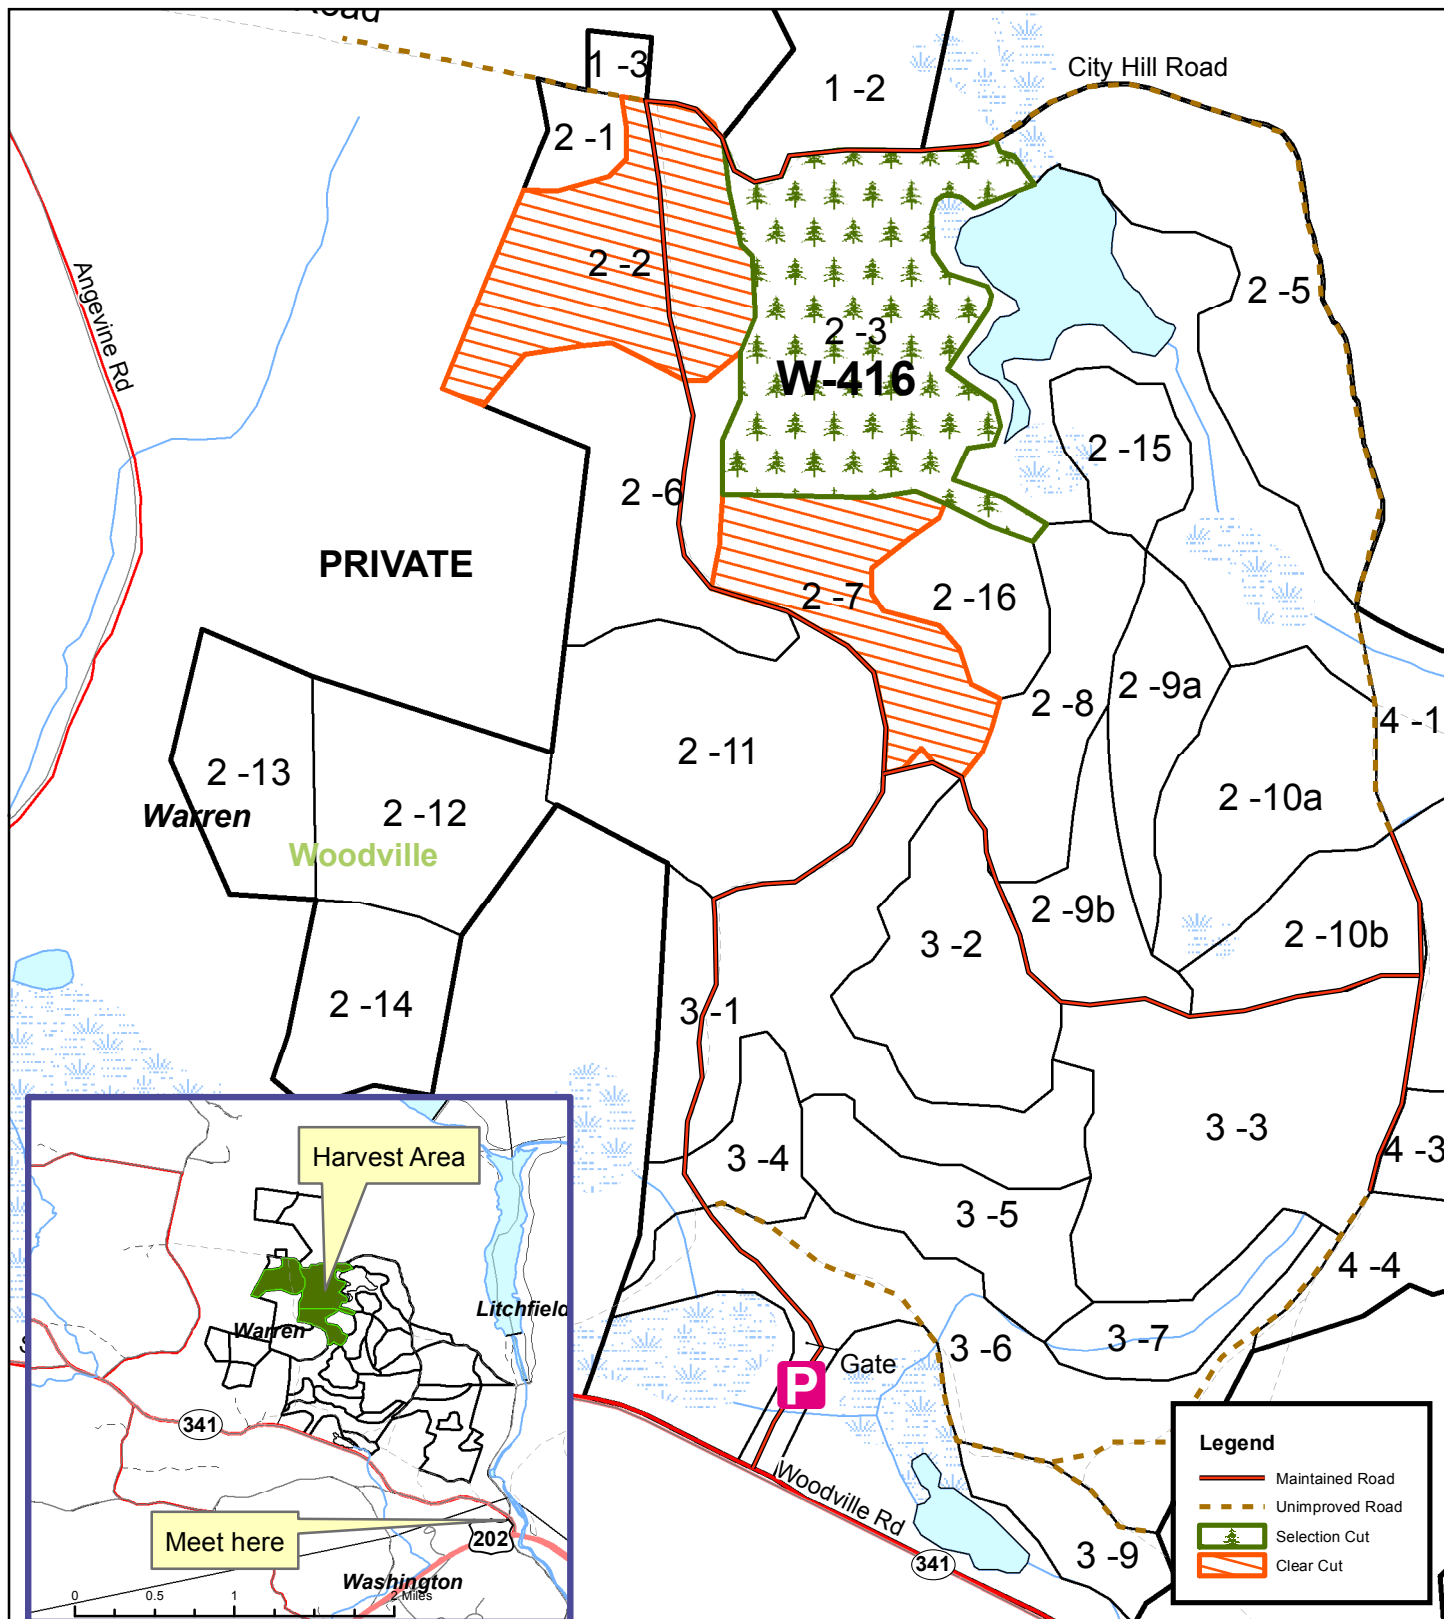 Road
City Hill Road
1 -3
1 -2
2 -1
2 -2
2 -5
Angevine Rd
2 -3
W-416
2 -15
2 -6
PRIVATE
2 -7
2 -16
2 -8
2 -9a
4 -1
2 -11
2 -13
2 -12
2 -10a
Warren
Woodville
2 -9b
2 -10b
3 -2
2 -14
3 -1
3 -3
4 -3
3 -4
3 -5
4 -4
3 -6
3 -7
Gate
P
Woodville Rd
341
3 -9
Harvest Area
Litchfield
Warren
341
Meet here
202
Washington
0 0.5 1 2 Miles
Legend
Maintained Road
Unimproved Road
Selection Cut
Clear Cut